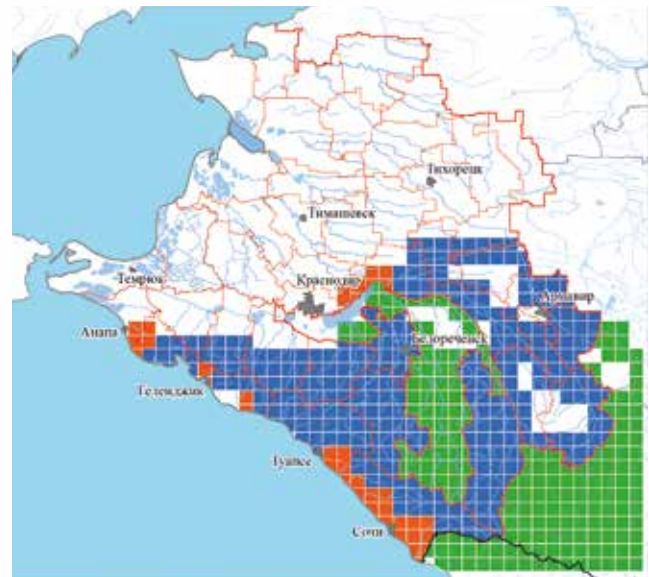 Тихорецк
Тимашевск
Темрюк
Краснодар
Армавир
Анапа
Белореченск
Геленджик
Туапсе
Сочи